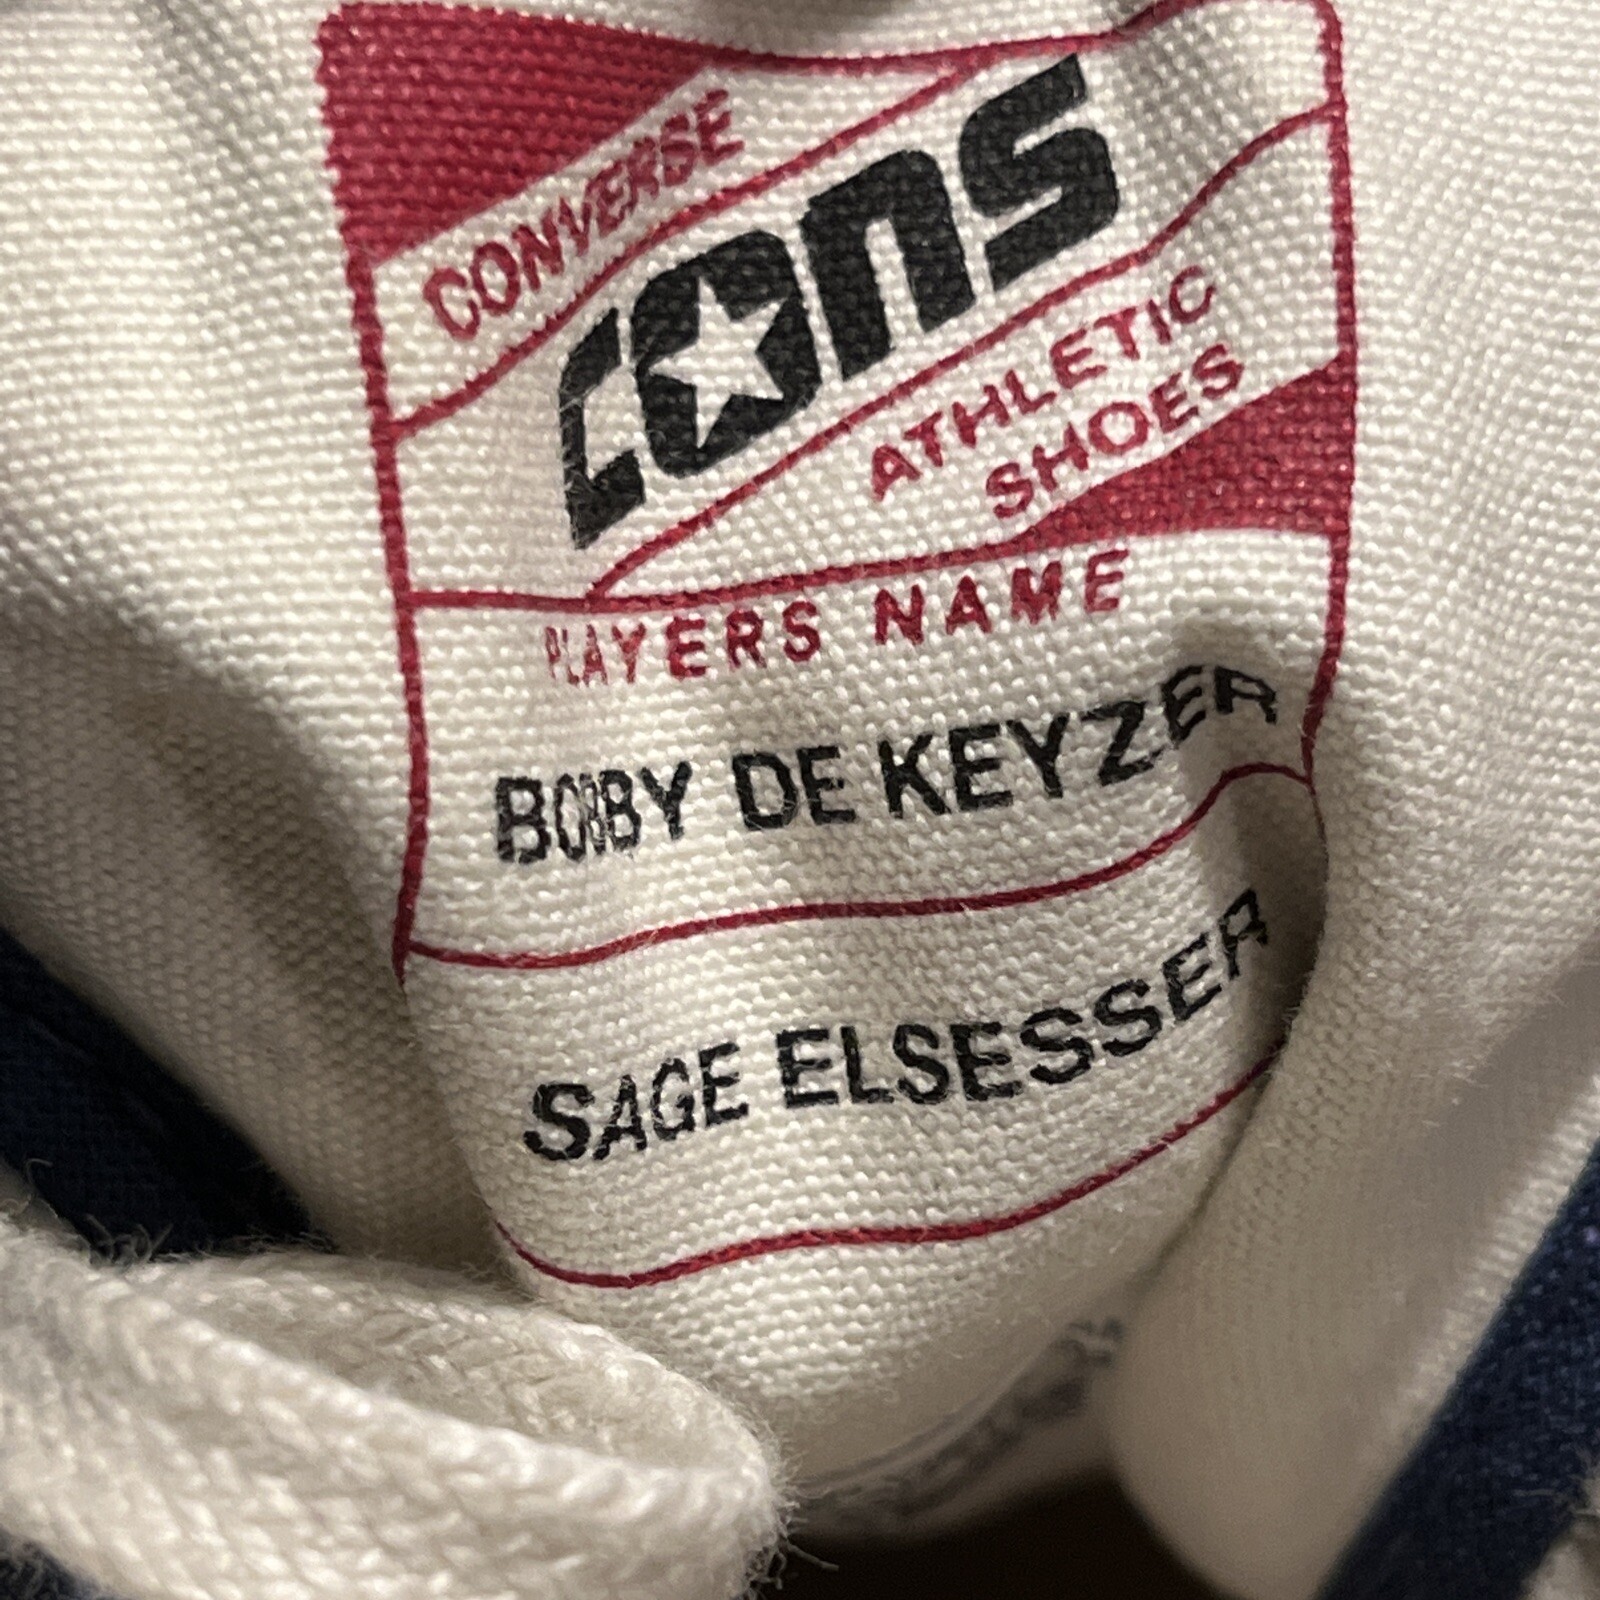 CONVERSE
CONS
ATHLETIC
SHOES
PLAYERS NAME
BOBBY DE KEYZER
SAGE ELSESSER